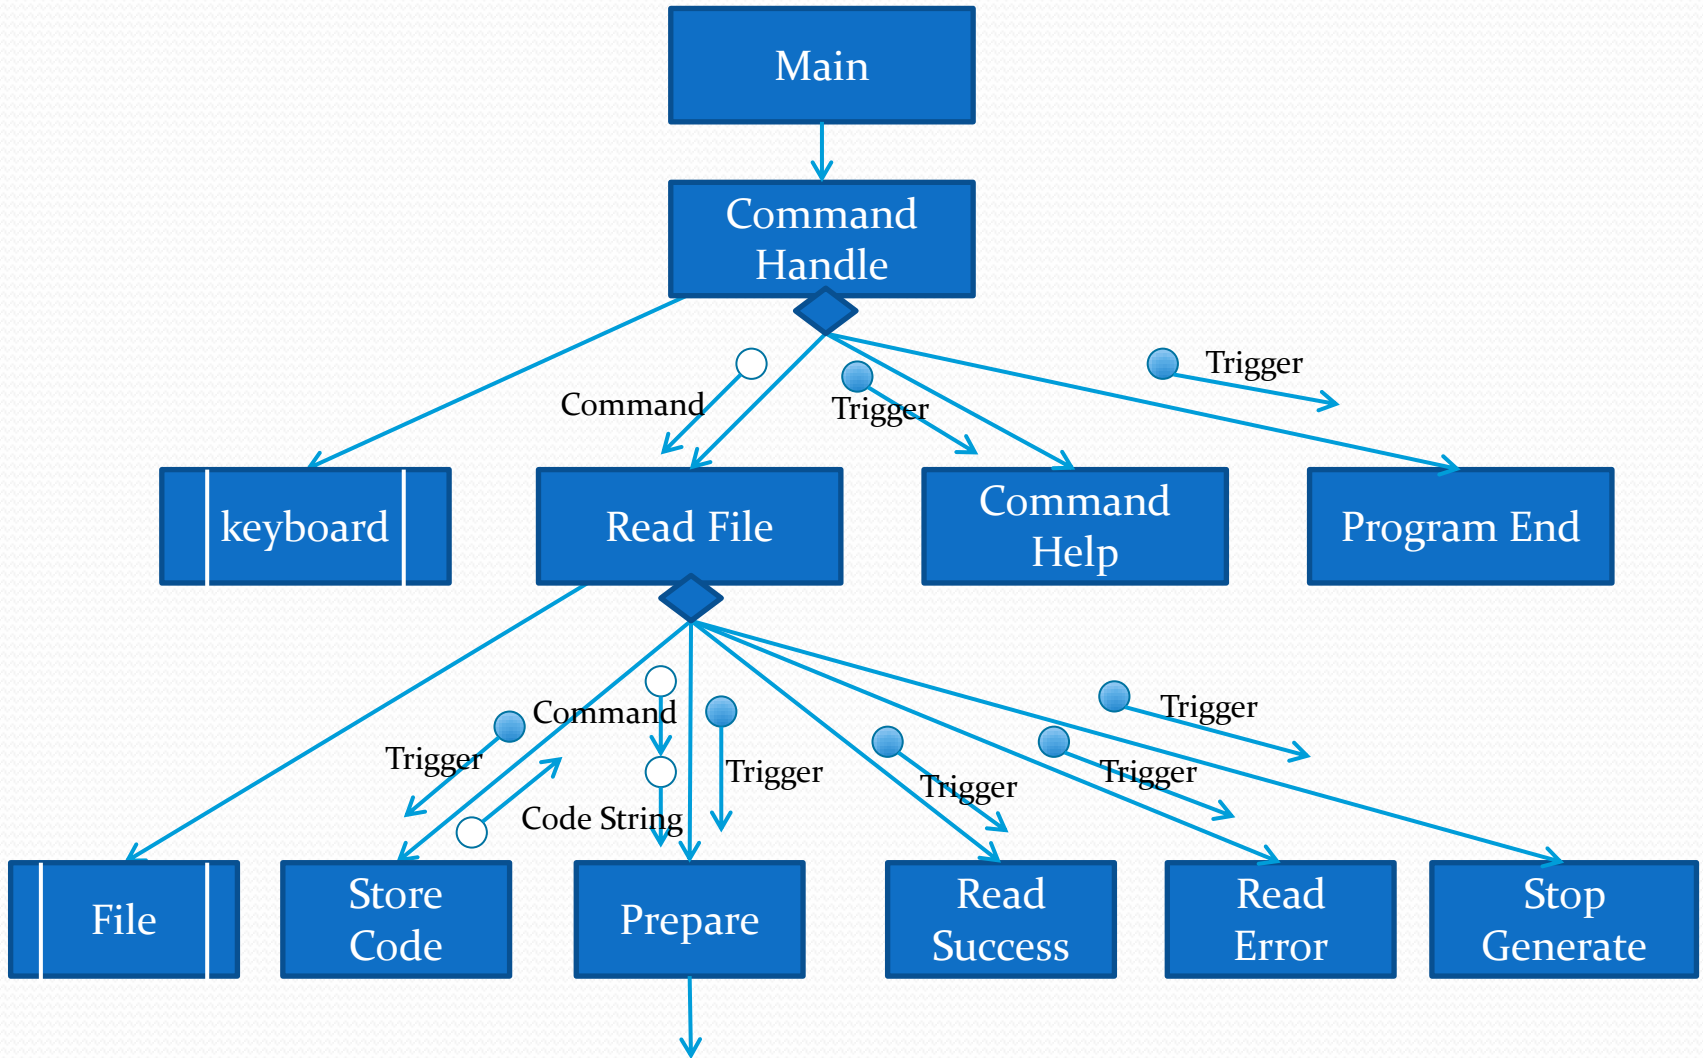 Main
Command
Handle
Trigger
Command
Trigger
keyboard
Read File
Command
Help
Program End
Command
Trigger
Trigger
Trigger
Trigger
Trigger
Code String
File
Store
Code
Prepare
Read
Success
Read
Error
Stop
Generate